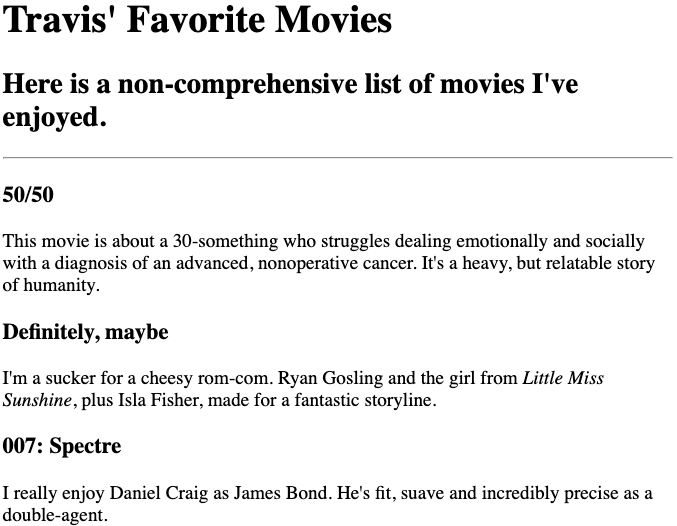 Travis' Favorite Movies
Here is a non-comprehensive list of movies I've
enjoyed.
50/50
This movie is about a 30-something who struggles dealing emotionally and socially
with a diagnosis of an advanced, nonoperative cancer. It's a heavy, but relatable story
of humanity.
Definitely, maybe
I'm a sucker for a cheesy rom-com. Ryan Gosling and the girl from Little Miss
Sunshine, plus Isla Fisher, made for a fantastic storyline.
007: Spectre
I really enjoy Daniel Craig as James Bond. He's fit, suave and incredibly precise as a
double-agent.